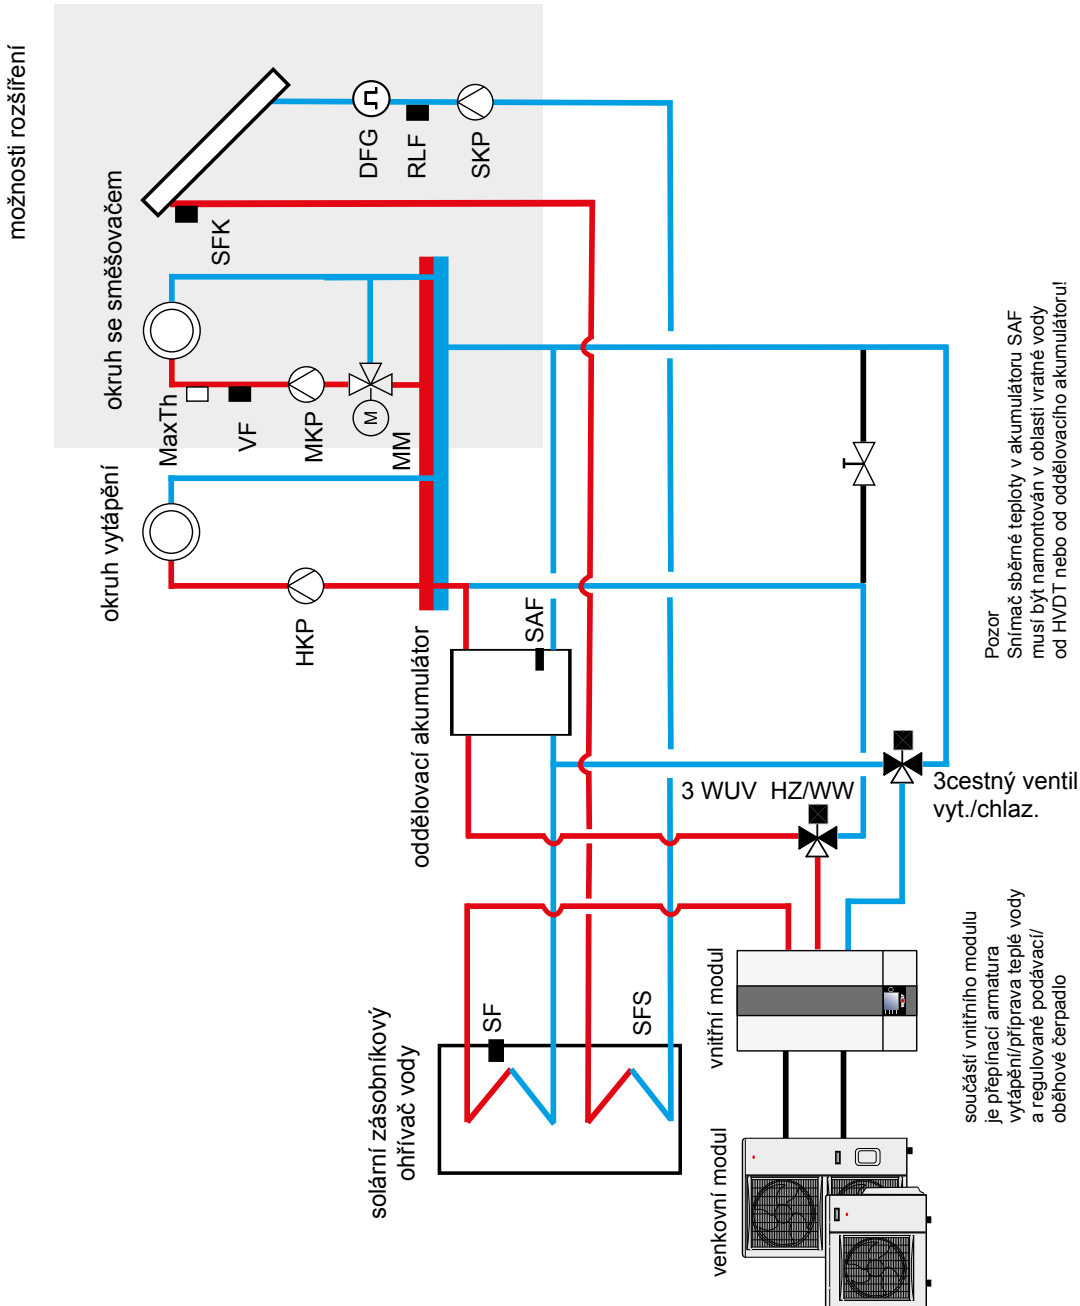 možnosti rozšíření
okruh se směšovačem
okruh vytápění
SFK
DFG
RLF
SKP
MaxTh
VF
MKP
MM
M
HKP
oddělovací akumulátor
SAF
Pozor
Snímač sběrné teploty v akumulátoru SAF
musí být namontován v oblasti vratné vody
od HVDT nebo od oddělovacího akumulátoru!
3 WUV HZ/WW
3cestný ventil
vyt./chlaz.
solární zásobníkový
ohřívač vody
SF
SFS
vnitřní modul
venkovní modul
součastí vnitřního modulu
je přepínací armatura
vytápění/příprava teplé vody
a regulované podávací/
oběhové čerpadlo